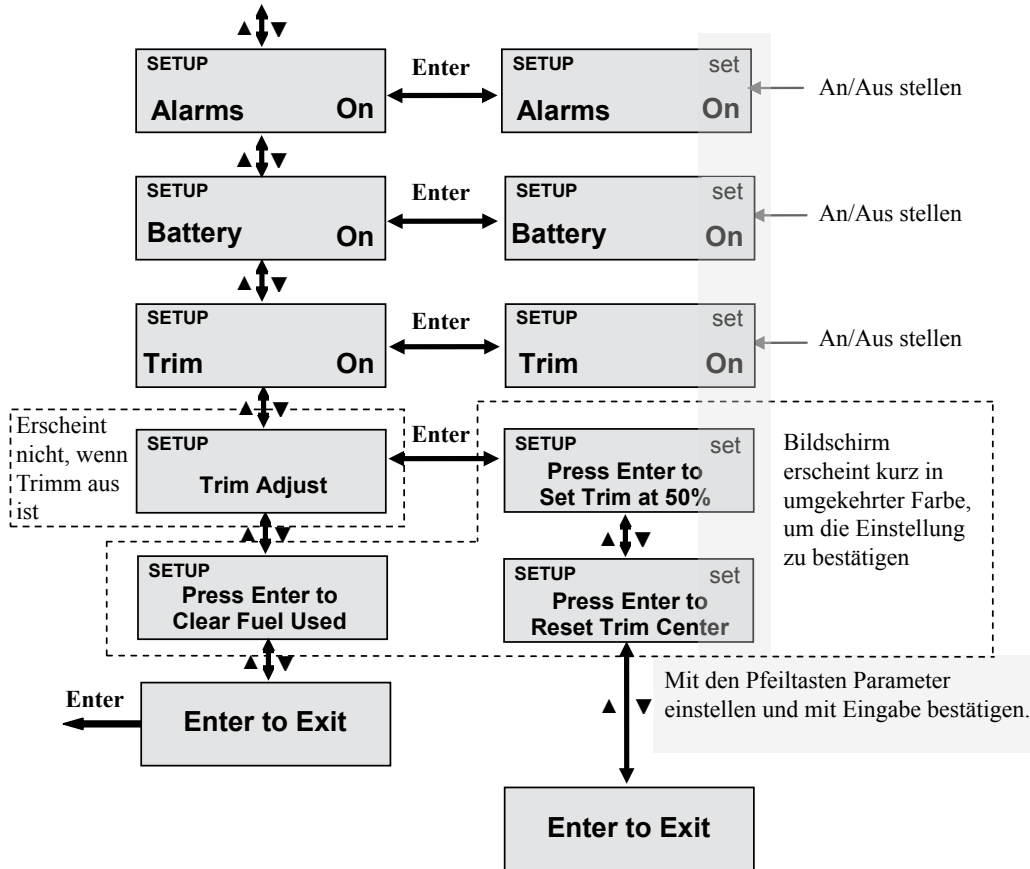 ▲ ▼
SETUP
Alarms On
Enter
SETUP set
Alarms On
An/Aus stellen
▲ ▼
SETUP
Battery On
Enter
SETUP set
Battery On
An/Aus stellen
▲ ▼
SETUP
Trim On
Enter
SETUP set
Trim On
An/Aus stellen
▲ ▼
Erscheint
nicht, wenn
Trimm aus
ist
SETUP
Trim Adjust
Enter
SETUP set
Press Enter to
Set Trim at 50%
Bildschirm
erscheint kurz in
umgekehrter Farbe,
um die Einstellung
zu bestätigen
▲ ▼
▲ ▼
SETUP
Press Enter to
Clear Fuel Used
SETUP set
Press Enter to
Reset Trim Center
▲ ▼
Enter
Enter to Exit
▲ ▼
Mit den Pfeiltasten Parameter
einstellen und mit Eingabe bestätigen.
Enter to Exit